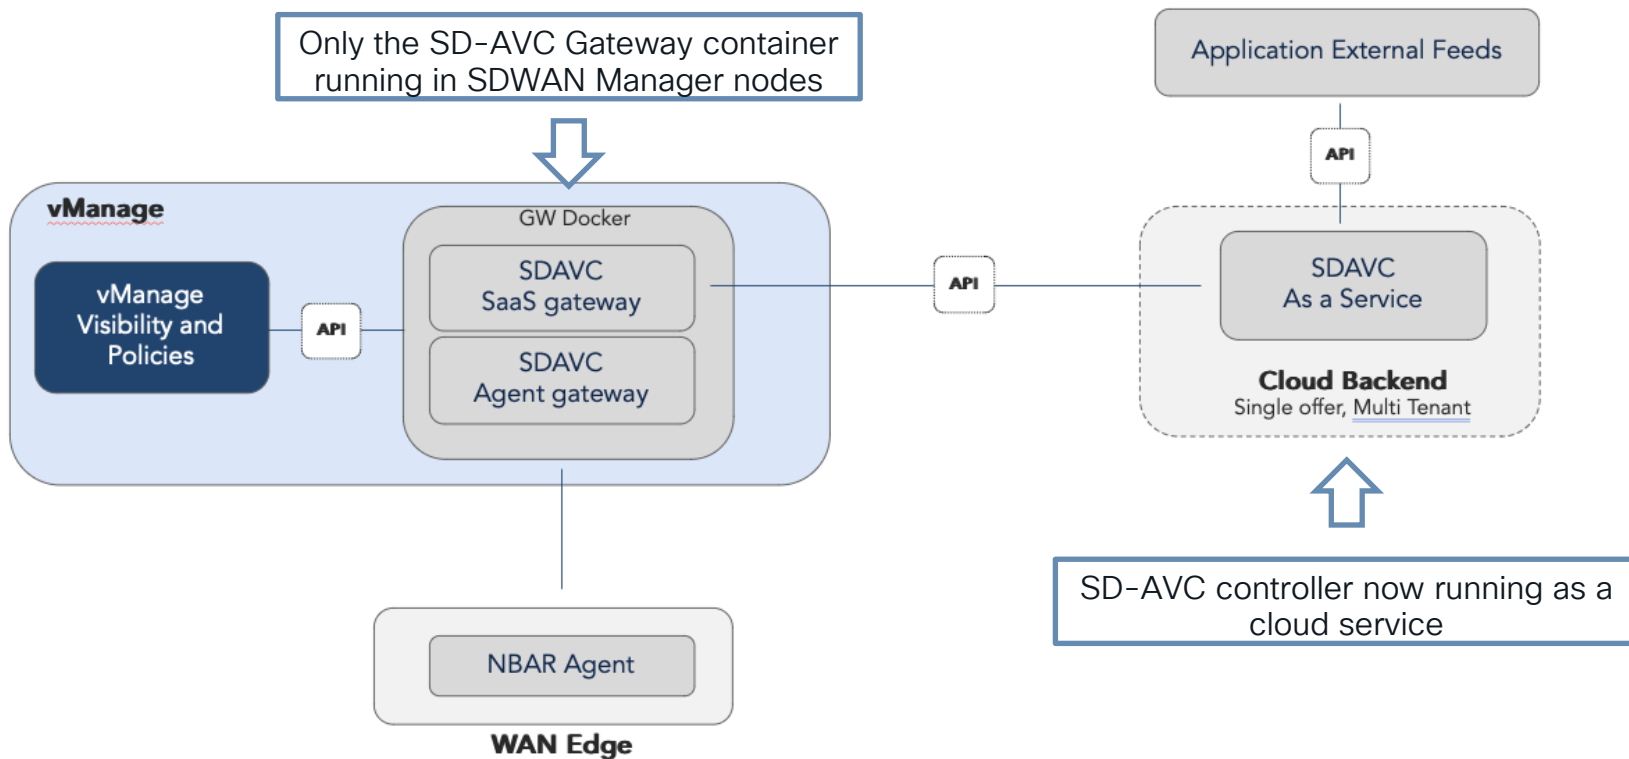 Only the SD-AVC Gateway container
running in SDWAN Manager nodes
Application External Feeds
API
vManage
GW Docker
vManage
Visibility and
Policies
API
SDAVC
SaaS gateway
SDAVC
Agent gateway
API
SDAVC
As a Service
Cloud Backend
Single offer, Multi Tenant
SD-AVC controller now running as a
cloud service
NBAR Agent
WAN Edge